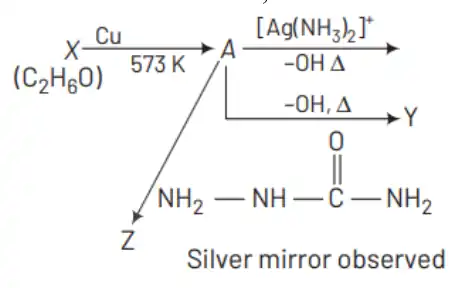 X Cu A [Ag(NH₃)₂]⁺
(C₂H₆O) 573 K –OH Δ
–OH, Δ Y
O
NH₂ — NH — C — NH₂
Z
Silver mirror observed